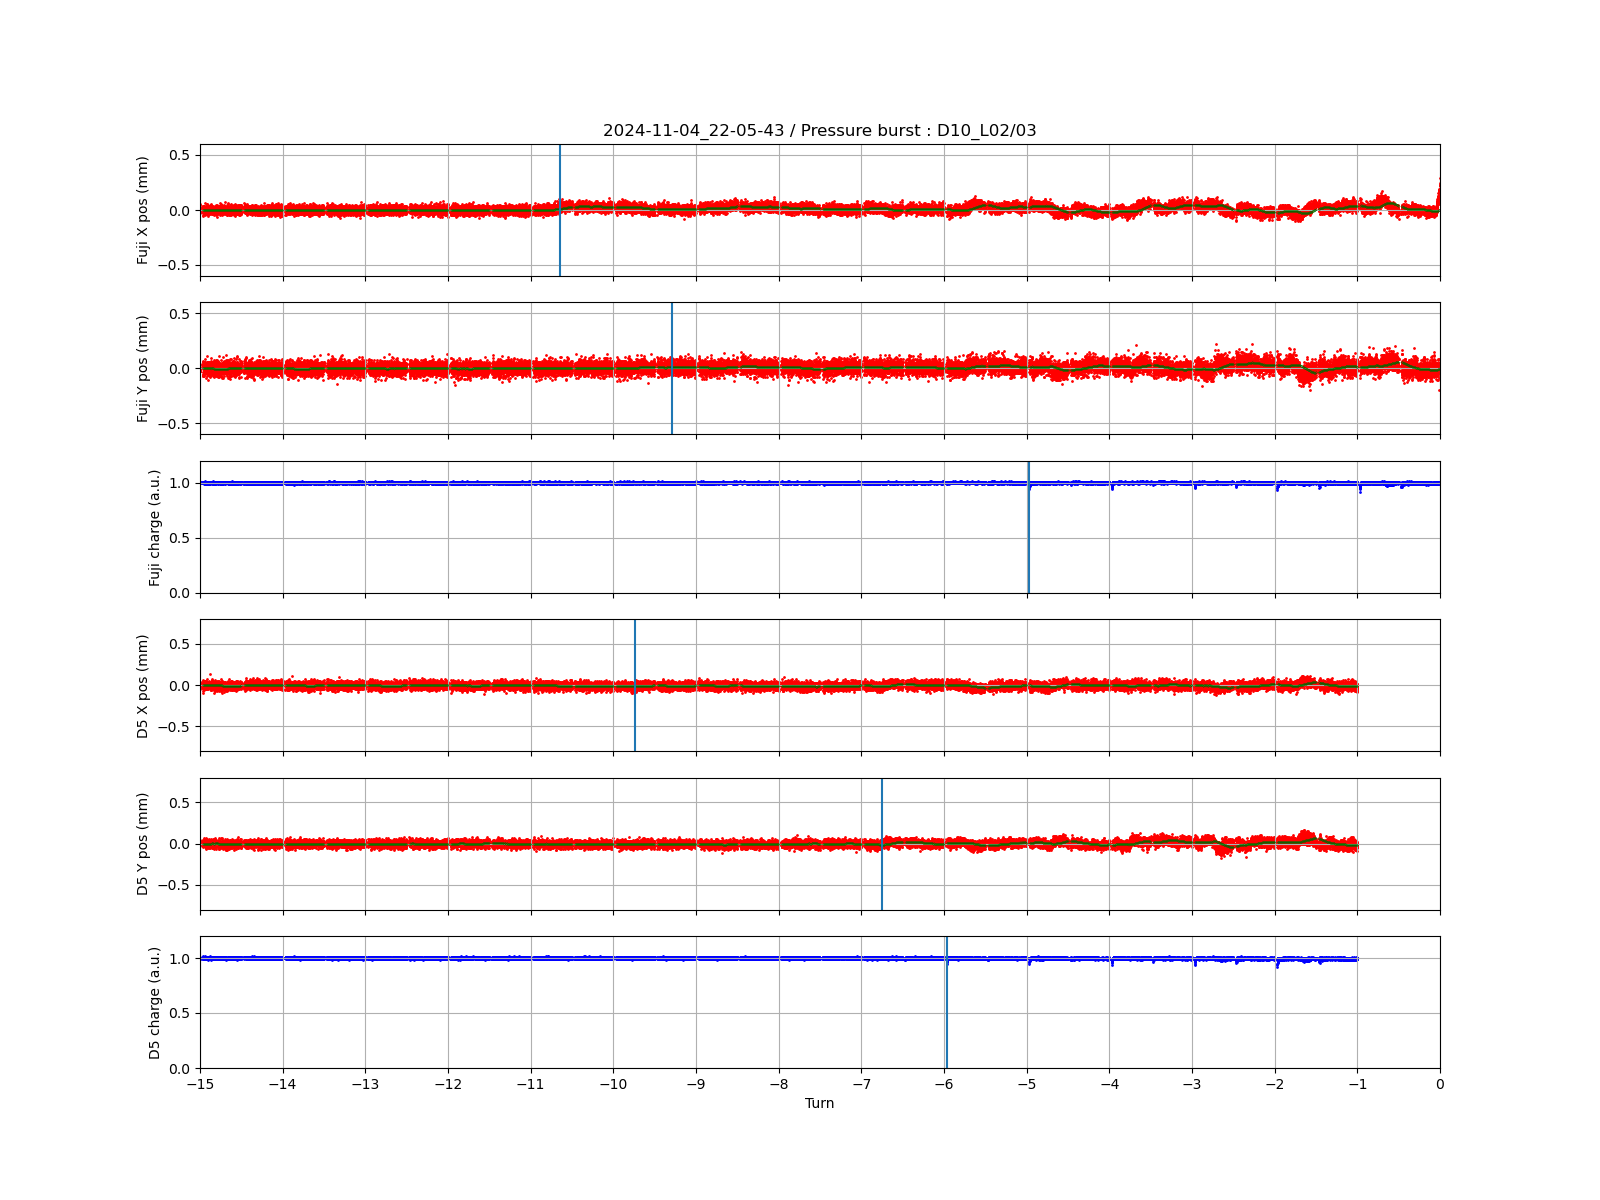 2024-11-04_22-05-43 / Pressure burst : D10_L02/03
Fuji X pos (mm)
0.5
0.0
−0.5
Fuji Y pos (mm)
0.5
0.0
−0.5
Fuji charge (a.u.)
1.0
0.5
0.0
D5 X pos (mm)
0.5
0.0
−0.5
D5 Y pos (mm)
0.5
0.0
−0.5
D5 charge (a.u.)
1.0
0.5
0.0
−15 −14 −13 −12 −11 −10 −9 −8 −7 −6 −5 −4 −3 −2 −1 0
Turn